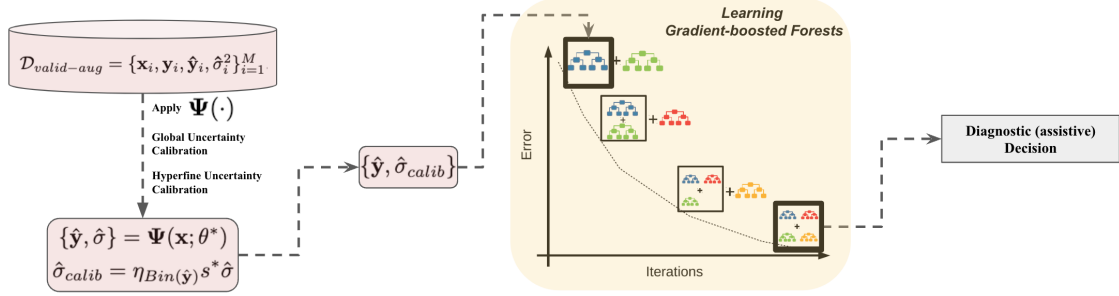 𝒟_{valid−aug} = {𝐱_i, 𝐲_i, 𝐲̂_i, σ̂_i^2}_{i=1}^M.
Apply Ψ(·)
Global Uncertainty
Calibration
Hyperfine Uncertainty
Calibration
{𝐲̂, σ̂} = Ψ(𝐱; θ*)
σ̂_{calib} = η_{Bin(𝐲̂)} s* σ̂
{𝐲̂, σ̂_{calib}}
Learning
Gradient-boosted Forests
Error
+
+
+
+
+
+
Iterations
Diagnostic (assistive)
Decision